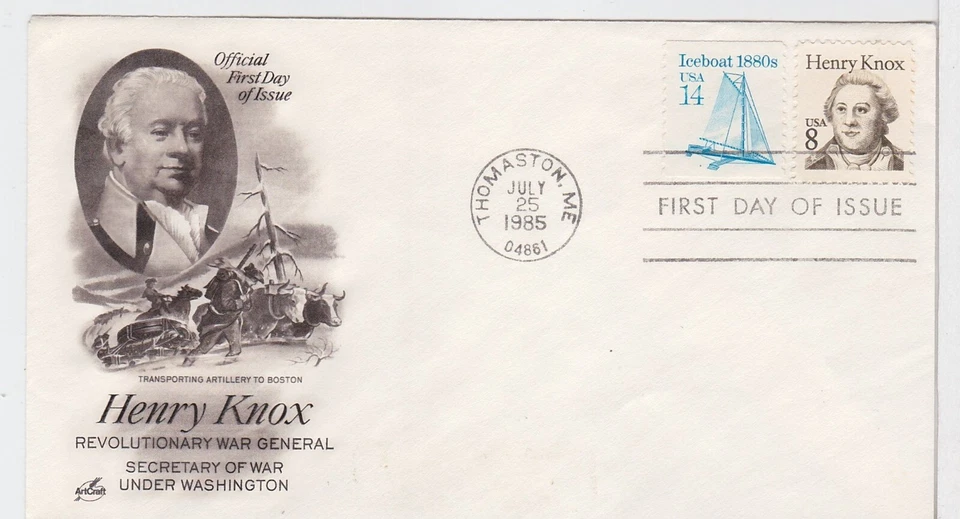 Official
First Day
of Issue
TRANSPORTING ARTILLERY TO BOSTON
Henry Knox
REVOLUTIONARY WAR GENERAL
SECRETARY OF WAR
UNDER WASHINGTON
ArtCraft
THOMASTON, ME
JULY
25
1985
04861
Iceboat 1880s
USA
14
Henry Knox
USA
8
FIRST DAY OF ISSUE